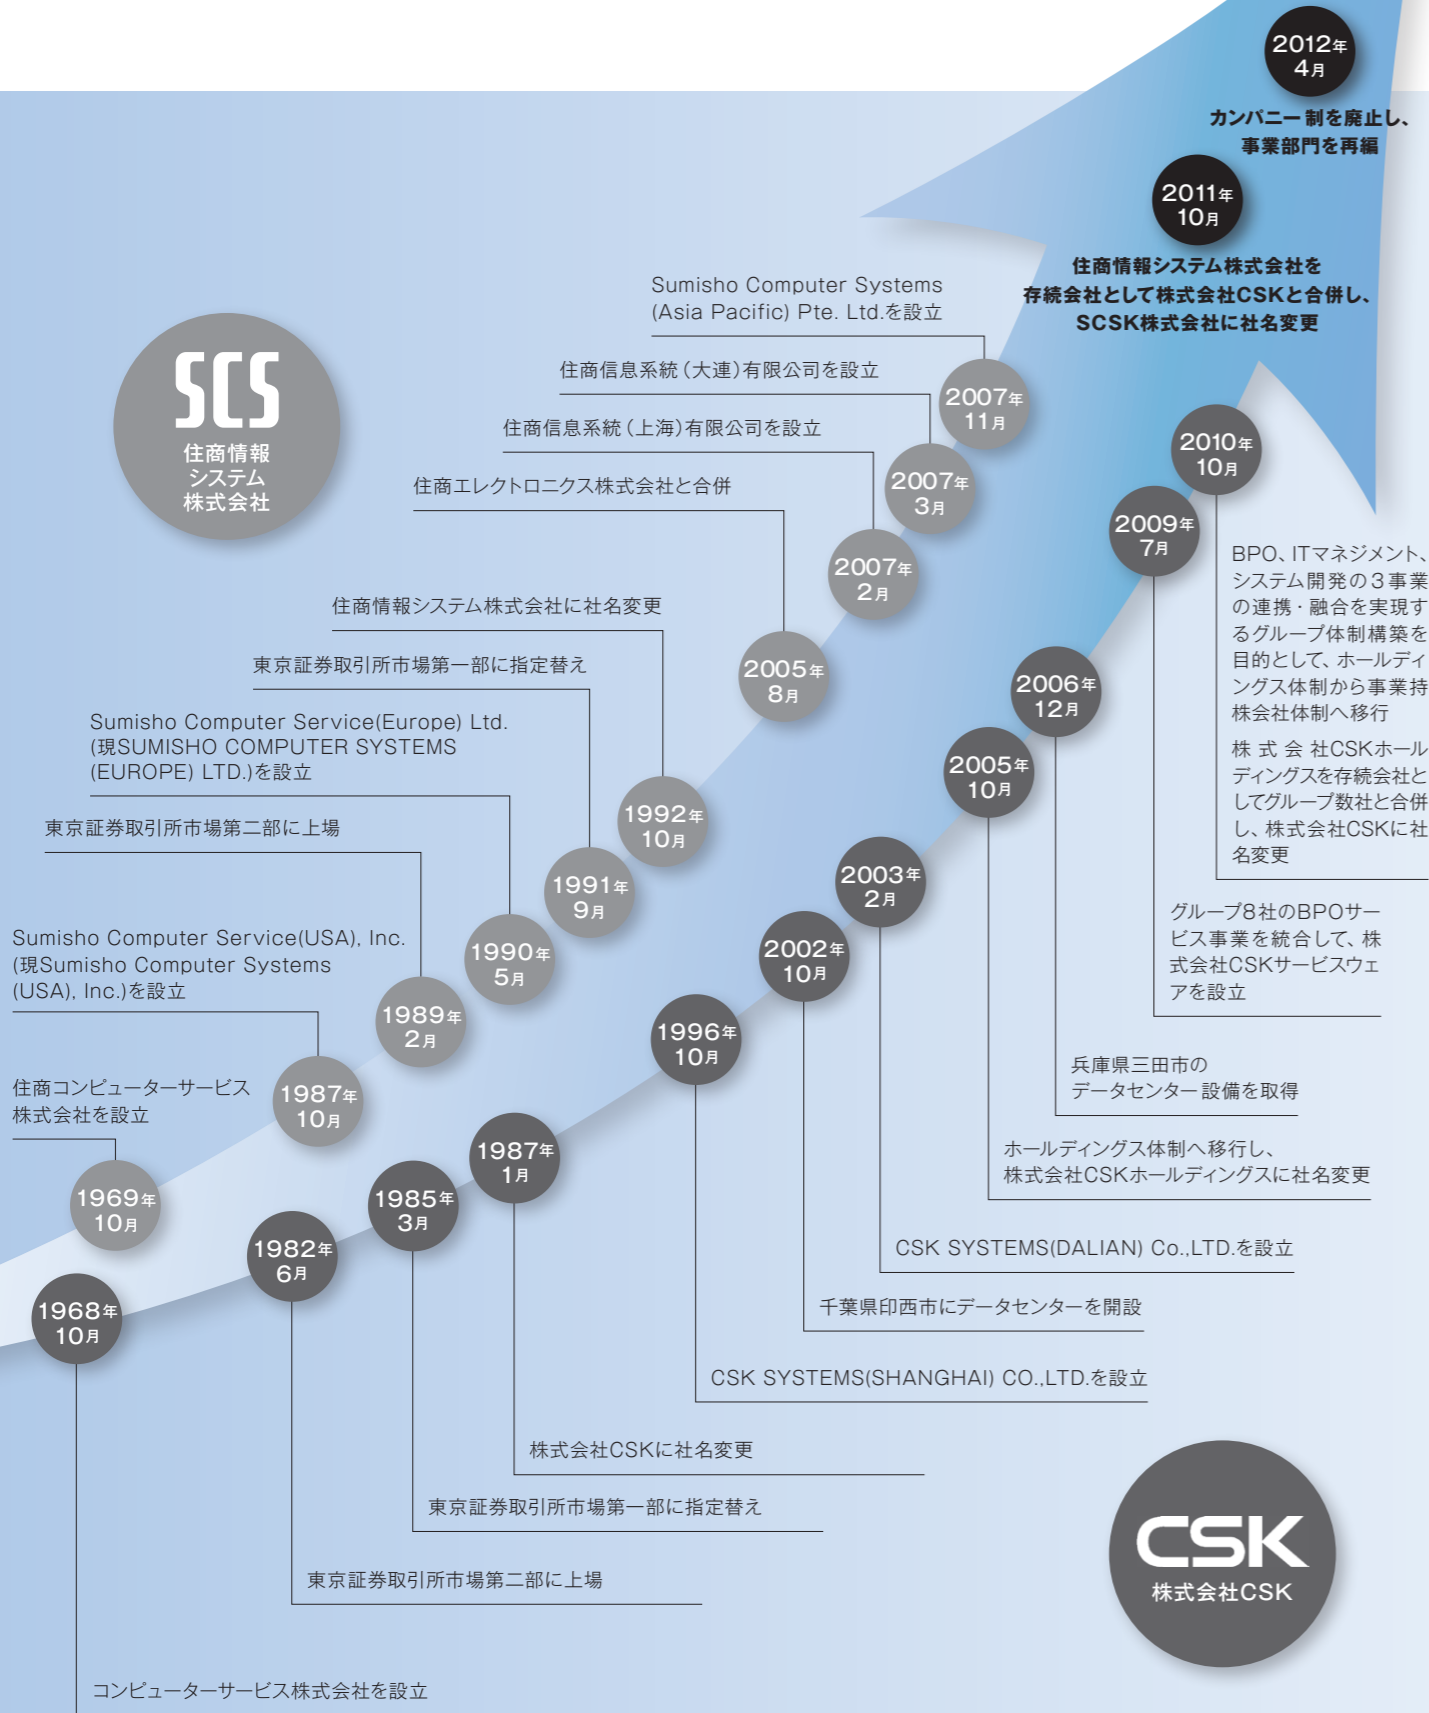 2012年
4月
カンパニー制を廃止し、
事業部門を再編
2011年
10月
住商情報システム株式会社を
存続会社として株式会社CSKと合併し、
SCSK株式会社に社名変更
SCS
住商情報
システム
株式会社
Sumisho Computer Systems
(Asia Pacific) Pte. Ltd.を設立
2007年
11月
住商信息系統（大連）有限公司を設立
2007年
3月
住商信息系統（上海）有限公司を設立
2007年
2月
住商エレクトロニクス株式会社と合併
2005年
8月
住商情報システム株式会社に社名変更
1992年
10月
東京証券取引所市場第一部に指定替え
1991年
9月
Sumisho Computer Service(Europe) Ltd.
(現SUMISHO COMPUTER SYSTEMS
(EUROPE) LTD.)を設立
1990年
5月
東京証券取引所市場第二部に上場
1989年
2月
Sumisho Computer Service(USA), Inc.
(現Sumisho Computer Systems
(USA), Inc.)を設立
1987年
10月
住商コンピューターサービス
株式会社を設立
1969年
10月
2010年
10月
BPO、ITマネジメント、
システム開発の3事業
の連携・融合を実現す
るグループ体制構築を
目的として、ホールディ
ングス体制から事業持
株会社体制へ移行
株式会社CSKホール
ディングスを存続会社と
してグループ数社と合併
し、株式会社CSKに社
名変更
2009年
7月
グループ8社のBPOサー
ビス事業を統合して、株
式会社CSKサービスウェ
アを設立
2006年
12月
兵庫県三田市の
データセンター設備を取得
2005年
10月
ホールディングス体制へ移行し、
株式会社CSKホールディングスに社名変更
2003年
2月
CSK SYSTEMS(DALIAN) Co.,LTD.を設立
2002年
10月
千葉県印西市にデータセンターを開設
1996年
10月
CSK SYSTEMS(SHANGHAI) CO.,LTD.を設立
1987年
1月
株式会社CSKに社名変更
1985年
3月
東京証券取引所市場第一部に指定替え
1982年
6月
東京証券取引所市場第二部に上場
1968年
10月
コンピューターサービス株式会社を設立
CSK
株式会社CSK